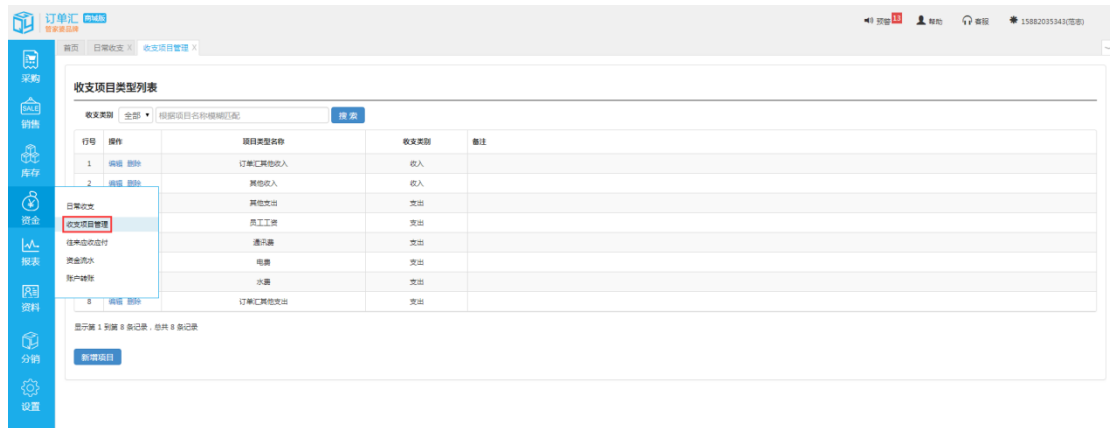 订单汇 商城版
管家婆品牌
预警 13 帮助 客服 15882035343(范志)
首页 日常收支 X 收支项目管理 X
采购
SALE
销售
库存
资金
报表
资料
分销
设置
收支项目类型列表
收支类别 全部 根据项目名称模糊匹配 搜索
行号 操作 项目类型名称 收支类别 备注
1 编辑 删除 订单汇其他收入 收入
2 编辑 删除 其他收入 收入
其他支出 支出
员工工资 支出
通讯费 支出
电费 支出
水费 支出
8 编辑 删除 订单汇其他支出 支出
日常收支
收支项目管理
往来应收应付
资金流水
账户转账
显示第 1 到第 8 条记录，总共 8 条记录
新增项目